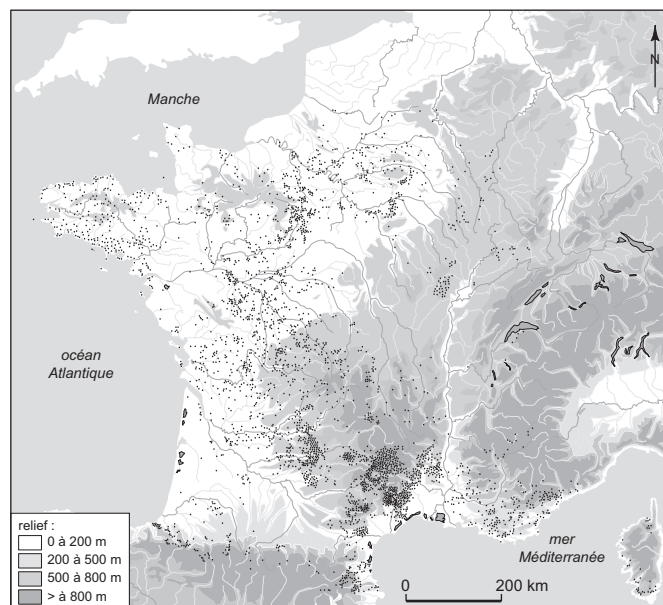 N
Manche
océan
Atlantique
mer
Méditerranée
relief :
0 à 200 m
200 à 500 m
500 à 800 m
> à 800 m
0 200 km